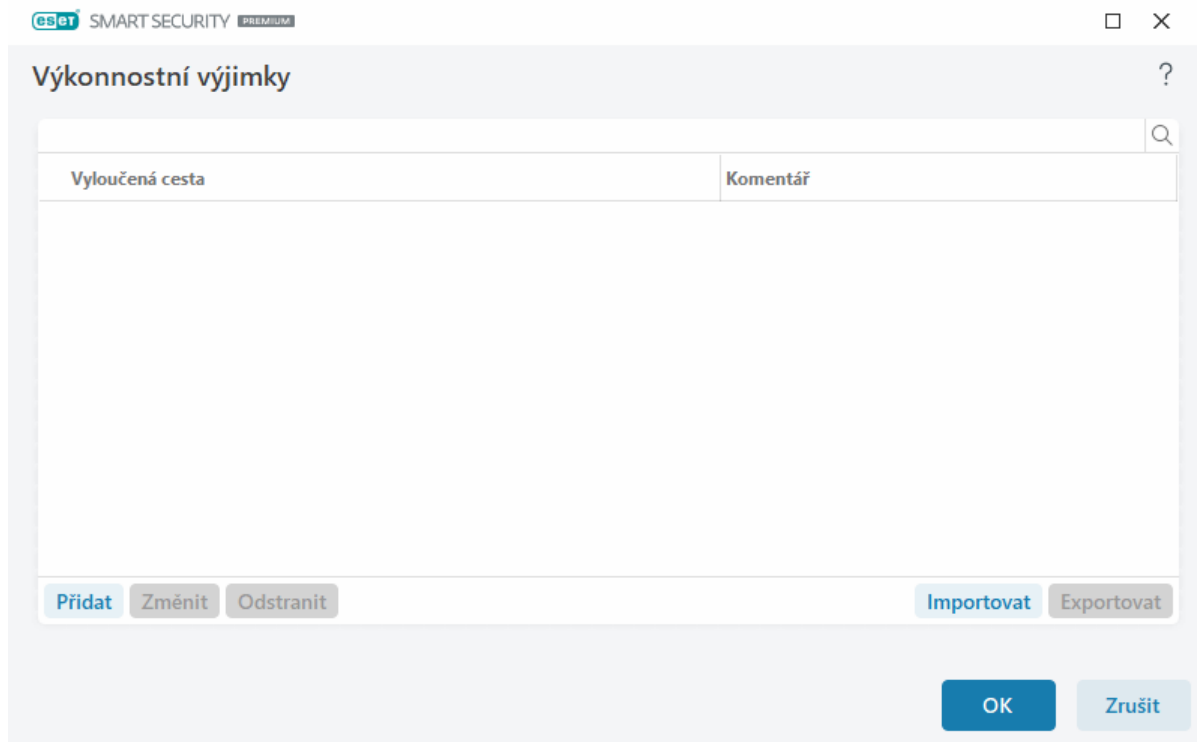 eset SMART SECURITY PREMIUM
Výkonnostní výjimky
?
Vyloučená cesta Komentář
Přidat Změnit Odstranit Importovat Exportovat
OK Zrušit